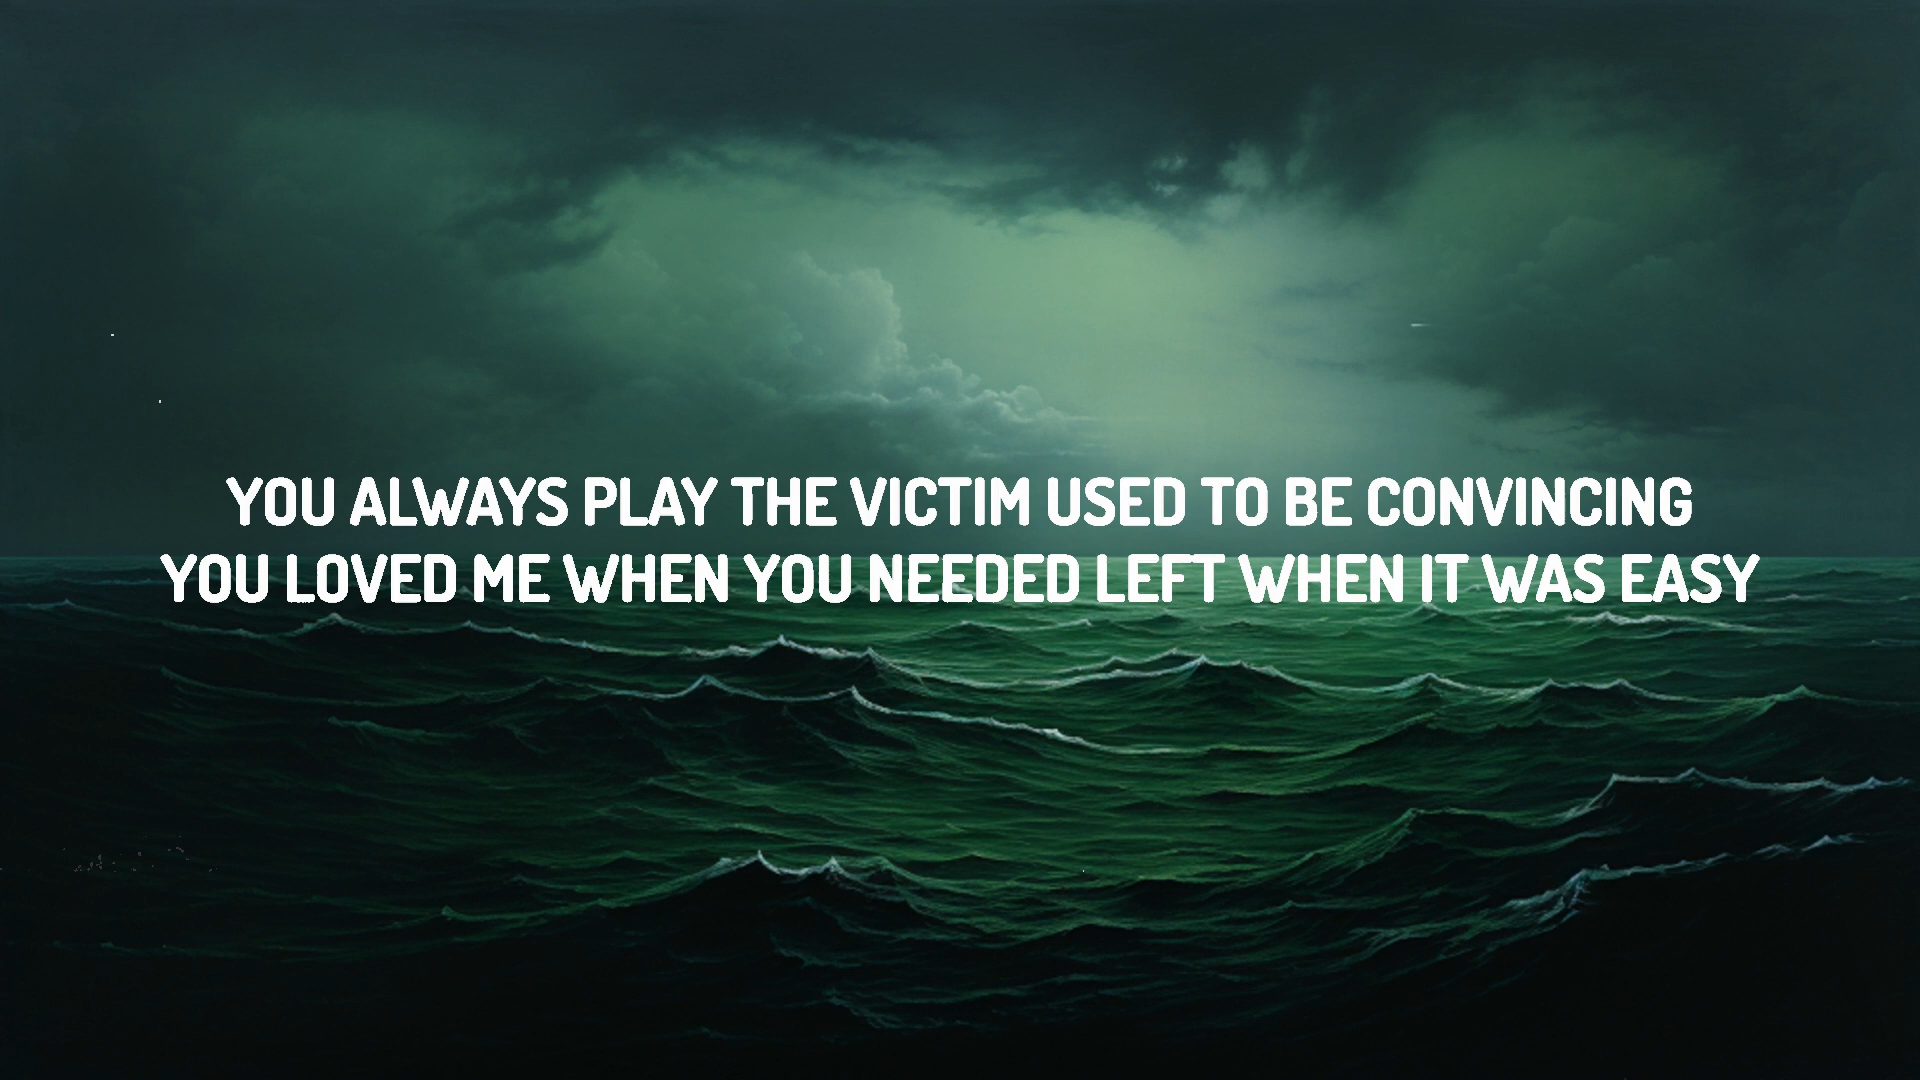 YOU ALWAYS PLAY THE VICTIM USED TO BE CONVINCING
YOU LOVED ME WHEN YOU NEEDED LEFT WHEN IT WAS EASY